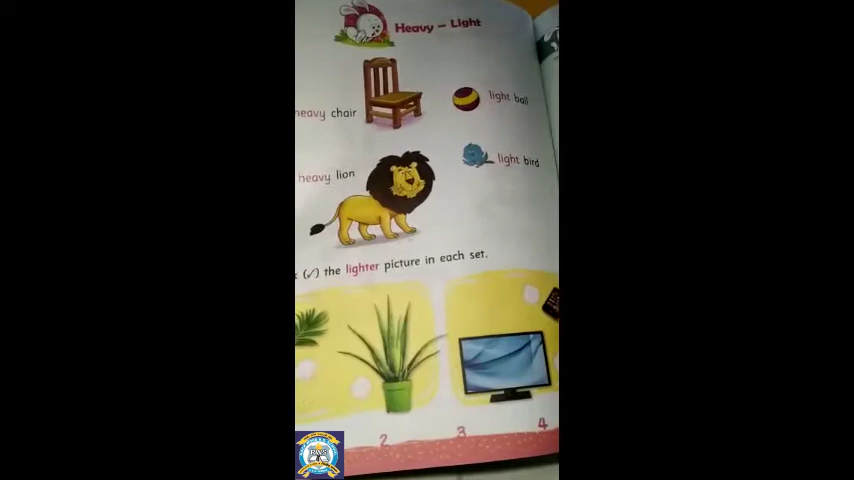 Heavy – Light
heavy chair
light ball
heavy lion
light bird
(✓) the lighter picture in each set.
2
3
4